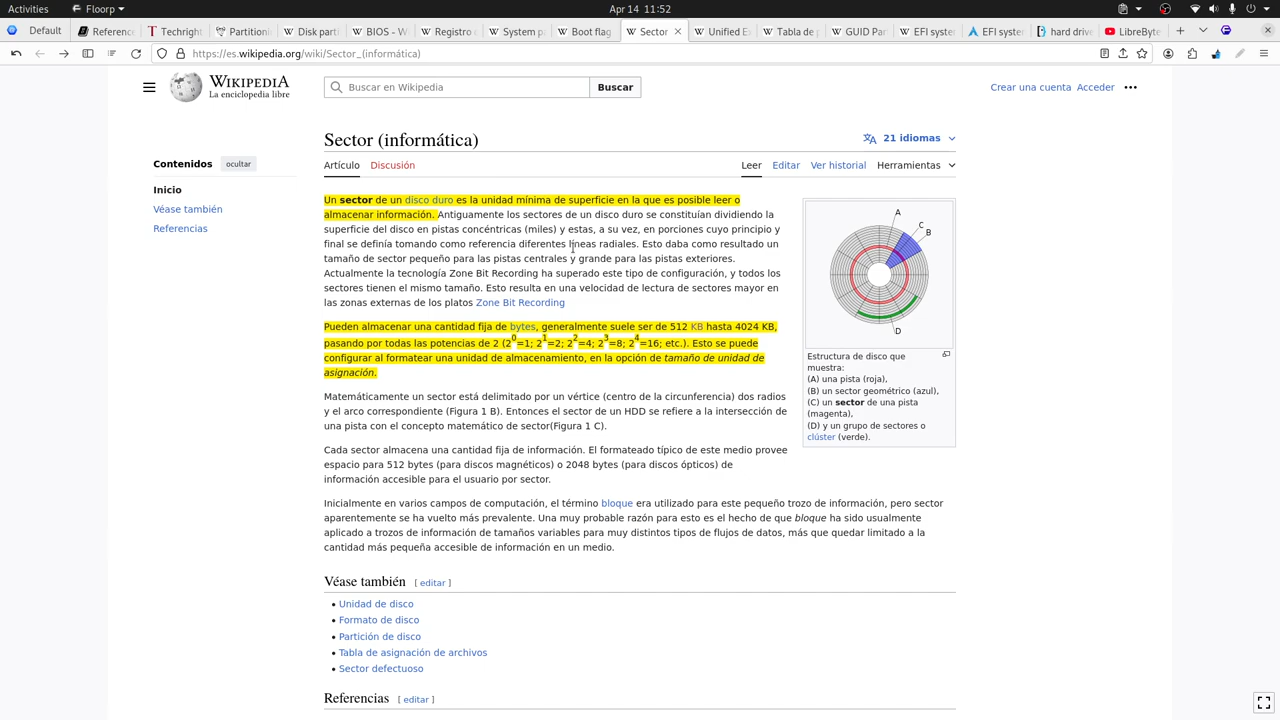 Activities
Floorp
Apr 14 11:52
Default
Reference
Techright
Partition
Disk part
BIOS - W
Registro d
System pa
Boot flag
Sector
Unified Ex
Tabla de p
GUID Par
EFI system
EFI system
hard drive
LibreByte
https://es.wikipedia.org/wiki/Sector_(informática)
WIKIPEDIA
La enciclopedia libre
Buscar en Wikipedia
Buscar
Crear una cuenta Acceder
Contenidos ocultar
Inicio
Véase también
Referencias
Sector (informática)
21 idiomas
Artículo Discusión
Leer Editar Ver historial Herramientas
Un sector de un disco duro es la unidad mínima de superficie en la que es posible leer o
almacenar información. Antiguamente los sectores de un disco duro se constituían dividiendo la
superficie del disco en pistas concéntricas (miles) y estas, a su vez, en porciones cuyo principio y
final se definía tomando como referencia diferentes líneas radiales. Esto daba como resultado un
tamaño de sector pequeño para las pistas centrales y grande para las pistas exteriores.
Actualmente la tecnología Zone Bit Recording ha superado este tipo de configuración, y todos los
sectores tienen el mismo tamaño. Esto resulta en una velocidad de lectura de sectores mayor en
las zonas externas de los platos Zone Bit Recording
Pueden almacenar una cantidad fija de bytes, generalmente suele ser de 512 KB hasta 4024 KB,
pasando por todas las potencias de 2 (2⁰=1; 2¹=2; 2²=4; 2³=8; 2⁴=16; etc.). Esto se puede
configurar al formatear una unidad de almacenamiento, en la opción de tamaño de unidad de
asignación.
Matemáticamente un sector está delimitado por un vértice (centro de la circunferencia) dos radios
y el arco correspondiente (Figura 1 B). Entonces el sector de un HDD se refiere a la intersección de
una pista con el concepto matemático de sector(Figura 1 C).
Cada sector almacena una cantidad fija de información. El formateado típico de este medio provee
espacio para 512 bytes (para discos magnéticos) o 2048 bytes (para discos ópticos) de
información accesible para el usuario por sector.
Inicialmente en varios campos de computación, el término bloque era utilizado para este pequeño trozo de información, pero sector
aparentemente se ha vuelto más prevalente. Una muy probable razón para esto es el hecho de que bloque ha sido usualmente
aplicado a trozos de información de tamaños variables para muy distintos tipos de flujos de datos, más que quedar limitado a la
cantidad más pequeña accesible de información en un medio.
A
C
B
D
Estructura de disco que
muestra:
(A) una pista (roja),
(B) un sector geométrico (azul),
(C) un sector de una pista
(magenta),
(D) y un grupo de sectores o
clúster (verde).
Véase también [ editar ]
Unidad de disco
Formato de disco
Partición de disco
Tabla de asignación de archivos
Sector defectuoso
Referencias [ editar ]